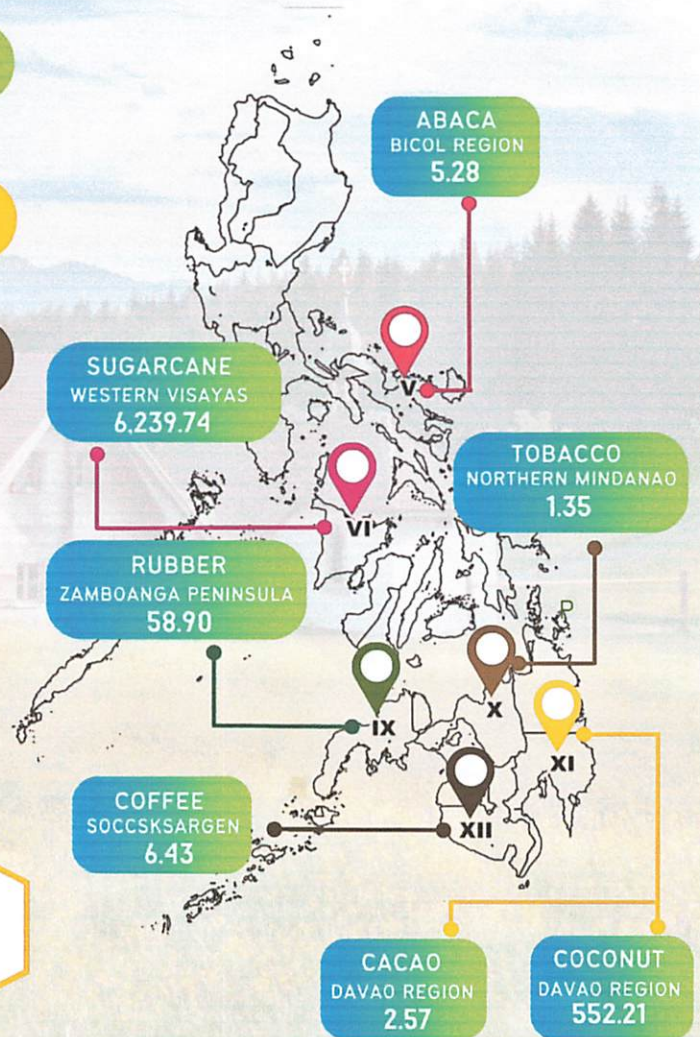 ABACA
BICOL REGION
5.28
V
SUGARCANE
WESTERN VISAYAS
6,239.74
VI
TOBACCO
NORTHERN MINDANAO
1.35
X
RUBBER
ZAMBOANGA PENINSULA
58.90
IX
XI
COFFEE
SOCCSKSARGEN
6.43
XII
CACAO
DAVAO REGION
2.57
COCONUT
DAVAO REGION
552.21